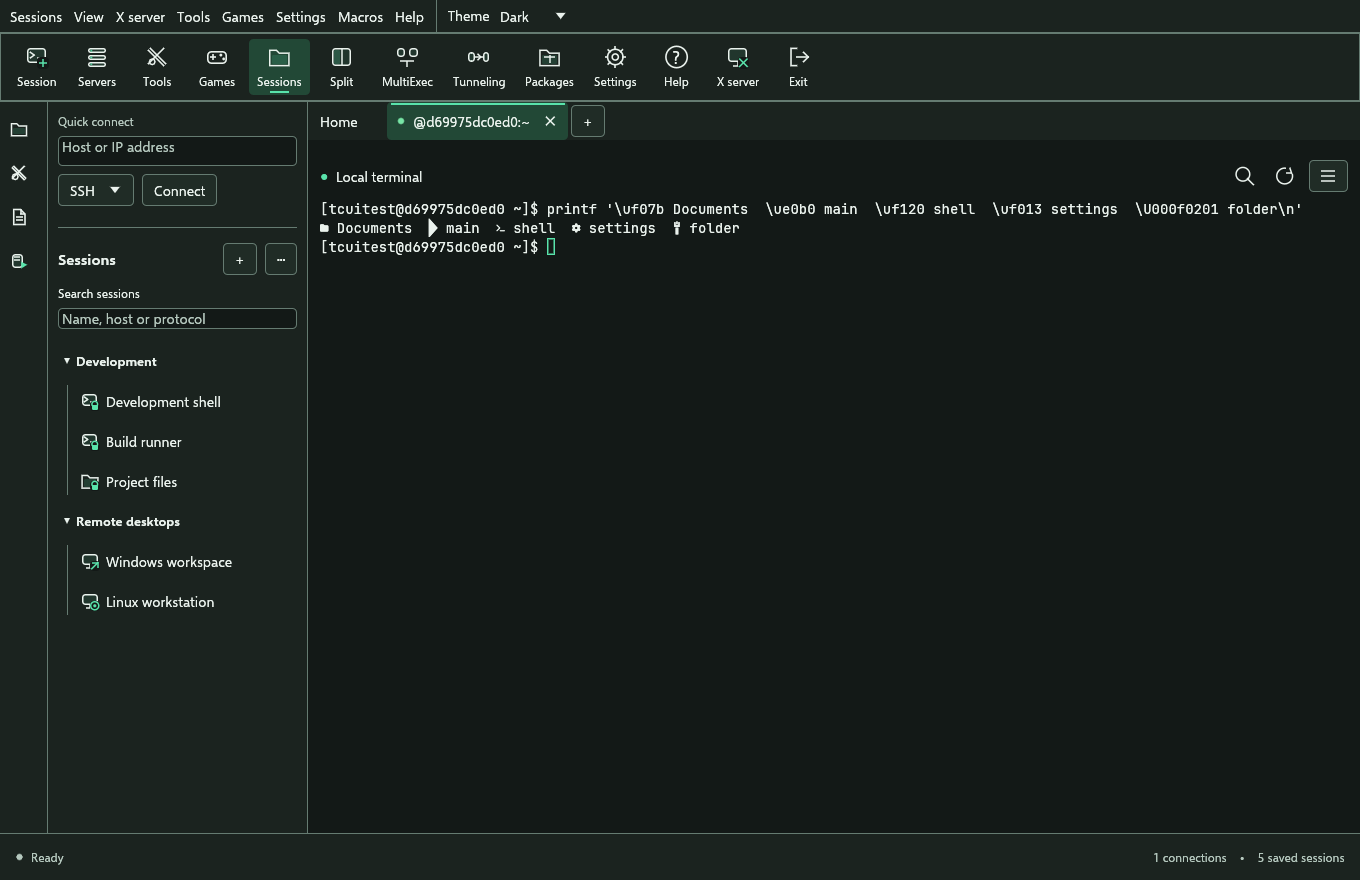 Sessions View X server Tools Games Settings Macros Help Theme Dark
Session Servers Tools Games Sessions Split MultiExec Tunneling Packages Settings Help X server Exit
Quick connect
Host or IP address
SSH Connect
Sessions + ...
Search sessions
Name, host or protocol
Development
Development shell
Build runner
Project files
Remote desktops
Windows workspace
Linux workstation
Home @d69975dc0ed0:~ +
Local terminal
[tcuitest@d69975dc0ed0 ~]$ printf '\uf07b Documents  \ue0b0 main  \uf120 shell  \uf013 settings  \U000f0201 folder\n'
Documents main shell settings folder
[tcuitest@d69975dc0ed0 ~]$
Ready 1 connections • 5 saved sessions